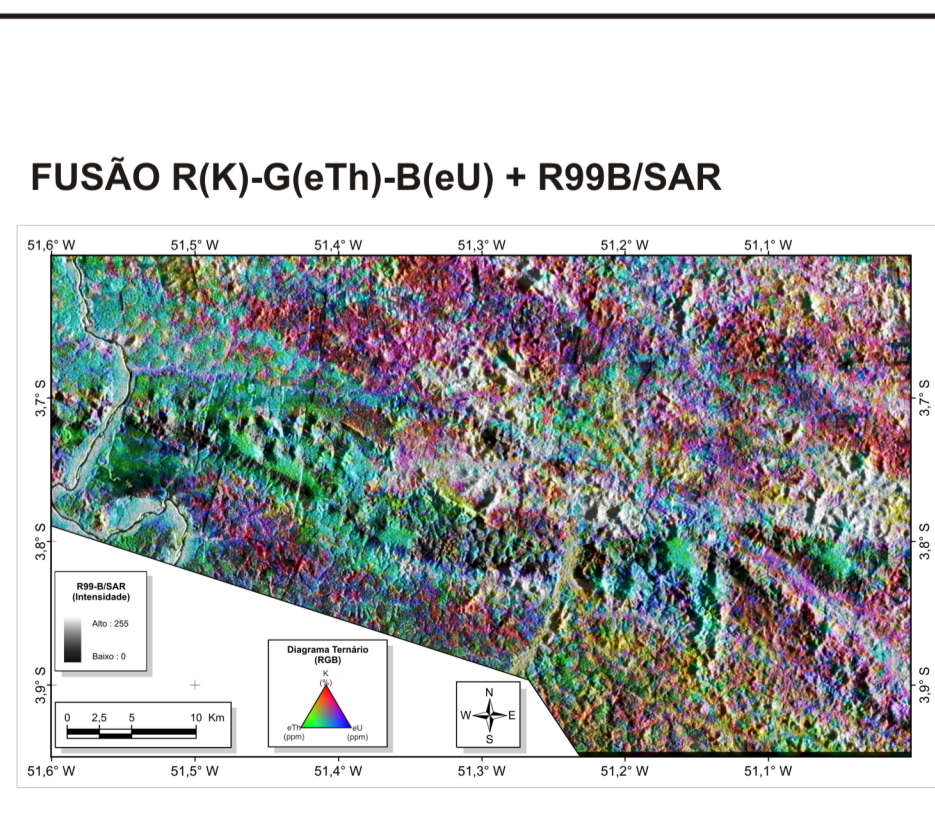 FUSÃO R(K)-G(eTh)-B(eU) + R99B/SAR
51,6° W 51,5° W 51,4° W 51,3° W 51,2° W 51,1° W
3,7° S 3,7° S
3,8° S 3,8° S
R99-B/SAR
(Intensidade)
Alto : 255
Baixo : 0
Diagrama Ternário
(RGB)
K
(%)
eTh eU
(ppm) (ppm)
N
W E
S
3,9° S 3,9° S
0 2,5 5 10 Km
51,6° W 51,5° W 51,4° W 51,3° W 51,2° W 51,1° W